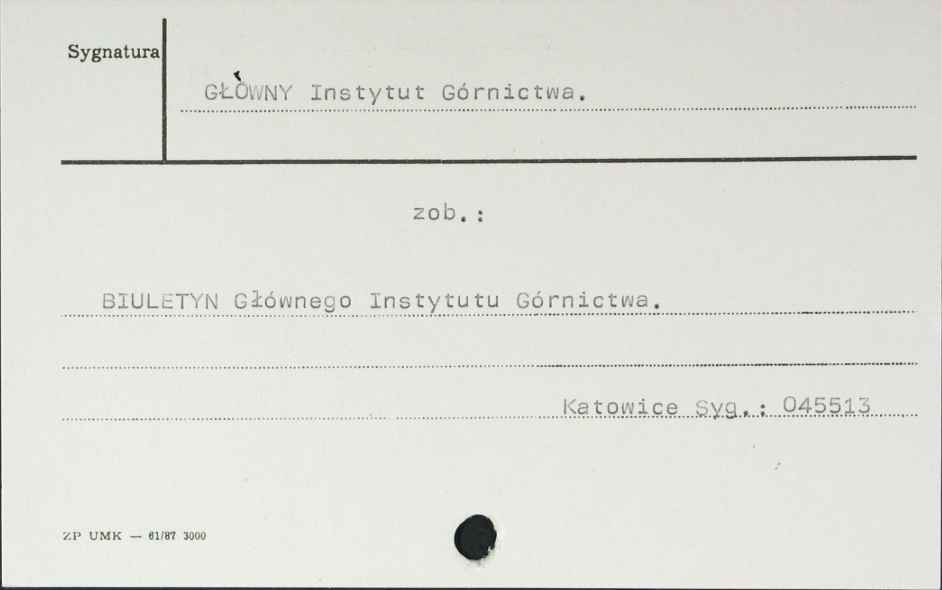 Sygnatura
GŁÓWNY Instytut Górnictwa.
zob.:
BIULETYN Głównego Instytutu Górnictwa.
Katowice Syg.: 045513
ZP UMK — 61/87 3000